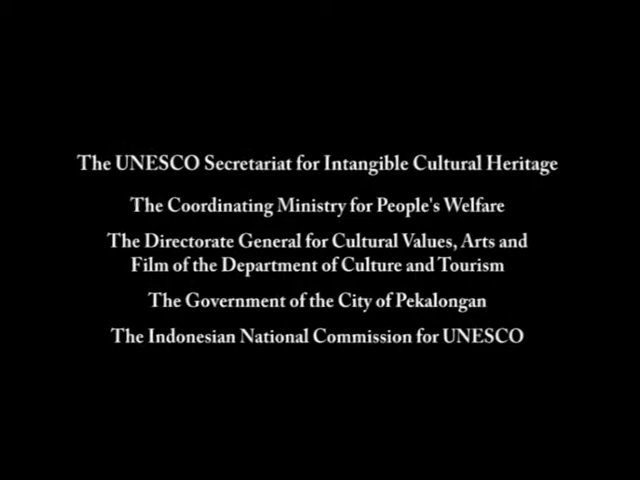 The UNESCO Secretariat for Intangible Cultural Heritage
The Coordinating Ministry for People's Welfare
The Directorate General for Cultural Values, Arts and
Film of the Department of Culture and Tourism
The Government of the City of Pekalongan
The Indonesian National Commission for UNESCO